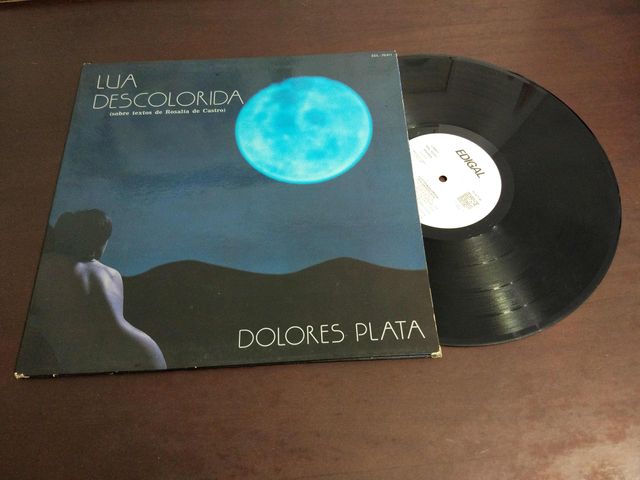 LUA
DESCOLORIDA
(sobre textos de Rosalía de Castro)
DOLORES PLATA
EDIGAL